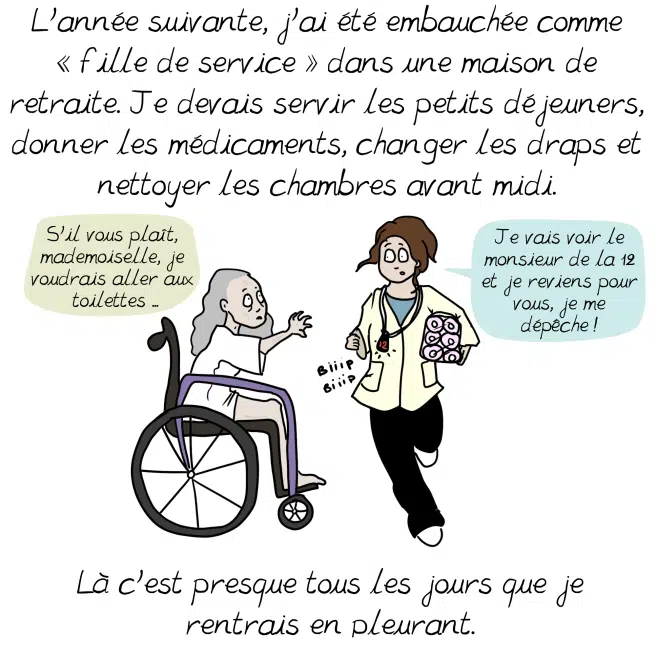 L'année suivante, j'ai été embauchée comme
« fille de service » dans une maison de
retraite. Je devais servir les petits déjeuners,
donner les médicaments, changer les draps et
nettoyer les chambres avant midi.
S'il vous plaît,
mademoiselle, je
voudrais aller aux
toilettes ...
Je vais voir le
monsieur de la 12
et je reviens pour
vous, je me
dépêche !
12
Biiip
Biiip
Là c'est presque tous les jours que je
rentrais en pleurant.